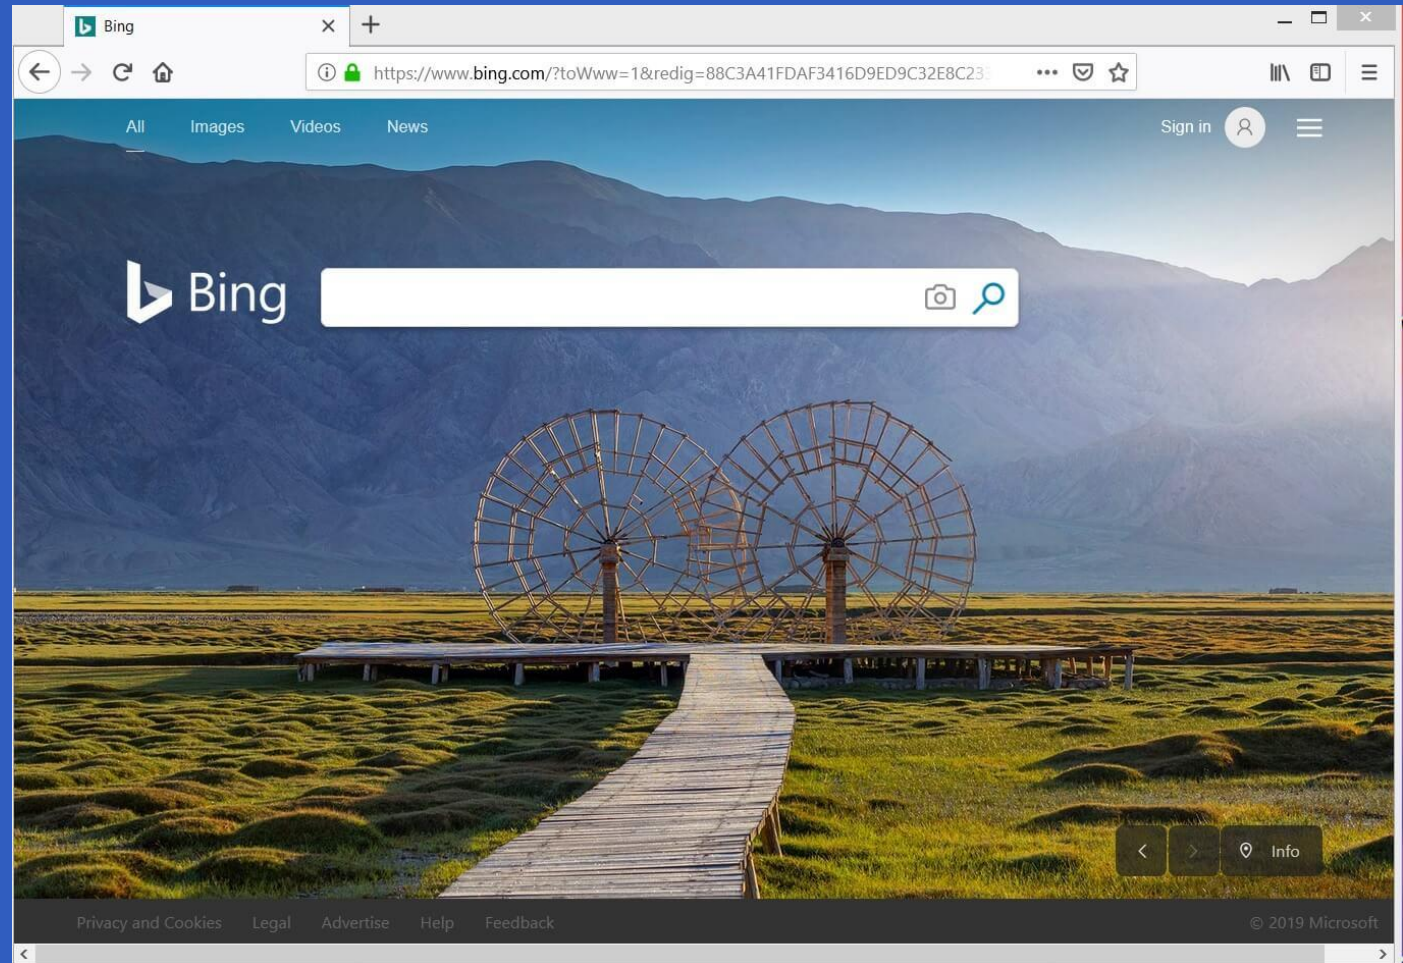 Bing
https://www.bing.com/?toWww=1&redig=88C3A41FDAF3416D9ED9C32E8C23
All Images Videos News Sign in
Bing
Info
Privacy and Cookies Legal Advertise Help Feedback © 2019 Microsoft